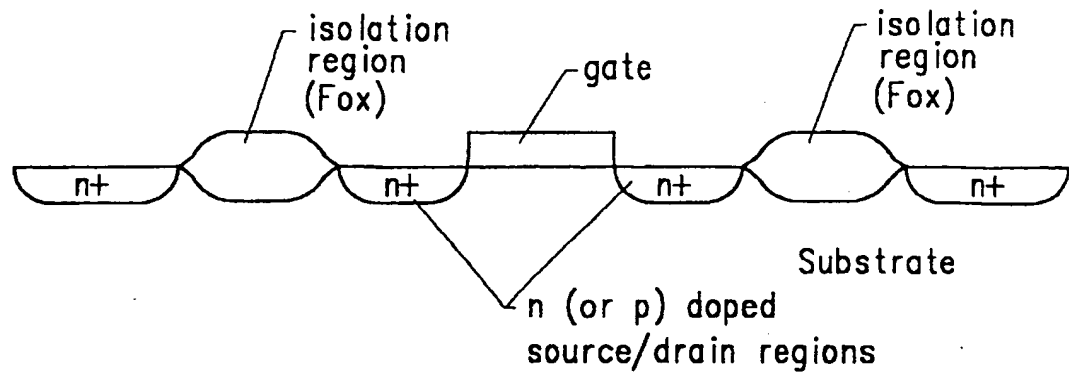 isolation
region
(Fox)
gate
isolation
region
(Fox)
n+
n+
n+
n+
Substrate
n (or p) doped
source/drain regions